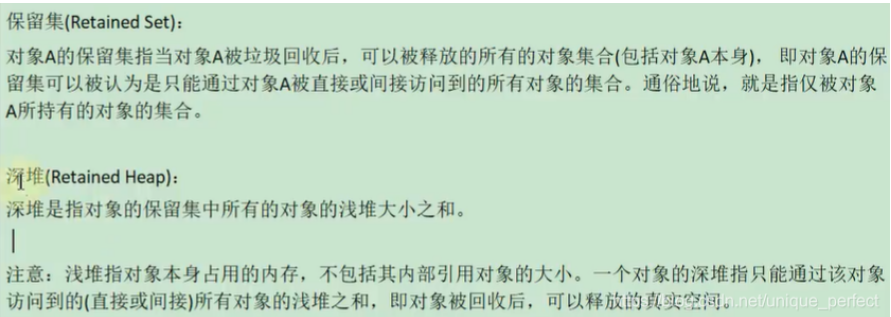 保留集(Retained Set)：
对象A的保留集指当对象A被垃圾回收后，可以被释放的所有的对象集合(包括对象A本身)，即对象A的保
留集可以被认为是只能通过对象A被直接或间接访问到的所有对象的集合。通俗地说，就是指仅被对象
A所持有的对象的集合。
深堆(Retained Heap)：
深堆是指对象的保留集中所有的对象的浅堆大小之和。
注意：浅堆指对象本身占用的内存，不包括其内部引用对象的大小。一个对象的深堆指只能通过该对象
访问到的(直接或间接)所有对象的浅堆之和，即对象被回收后，可以释放的真实空间。
https://blog.csdn.net/unique_perfect